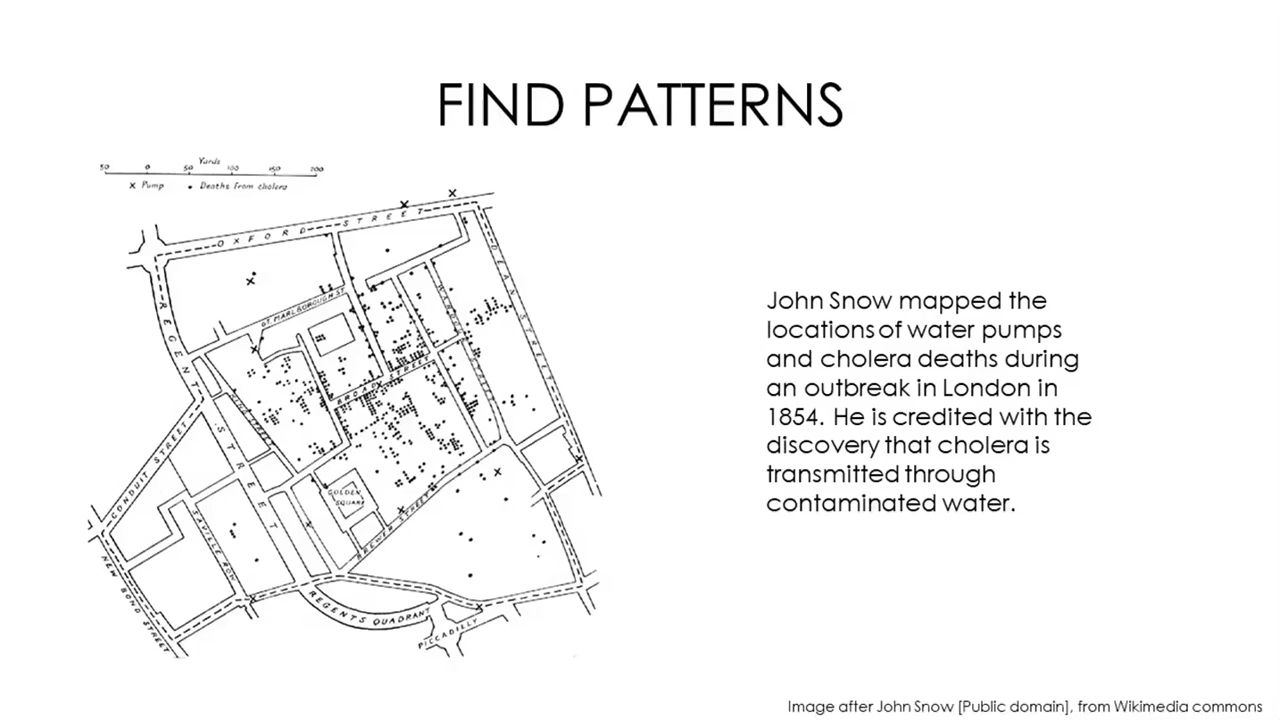 FIND PATTERNS
Yards
50 0 50 100 150 200
x Pump • Deaths from cholera
OXFORD STREET
DEAN STREET
GT. MARLBOROUGH ST
REGENT
STREET
BROAD STREET
CONDUIT STREET
GOLDEN
SQUARE
SAVILLE ROW
BREWER STREET
NEW BOND STREET
REGENTS QUADRANT
PICCADILLY
John Snow mapped the
locations of water pumps
and cholera deaths during
an outbreak in London in
1854. He is credited with the
discovery that cholera is
transmitted through
contaminated water.
Image after John Snow [Public domain], from Wikimedia commons